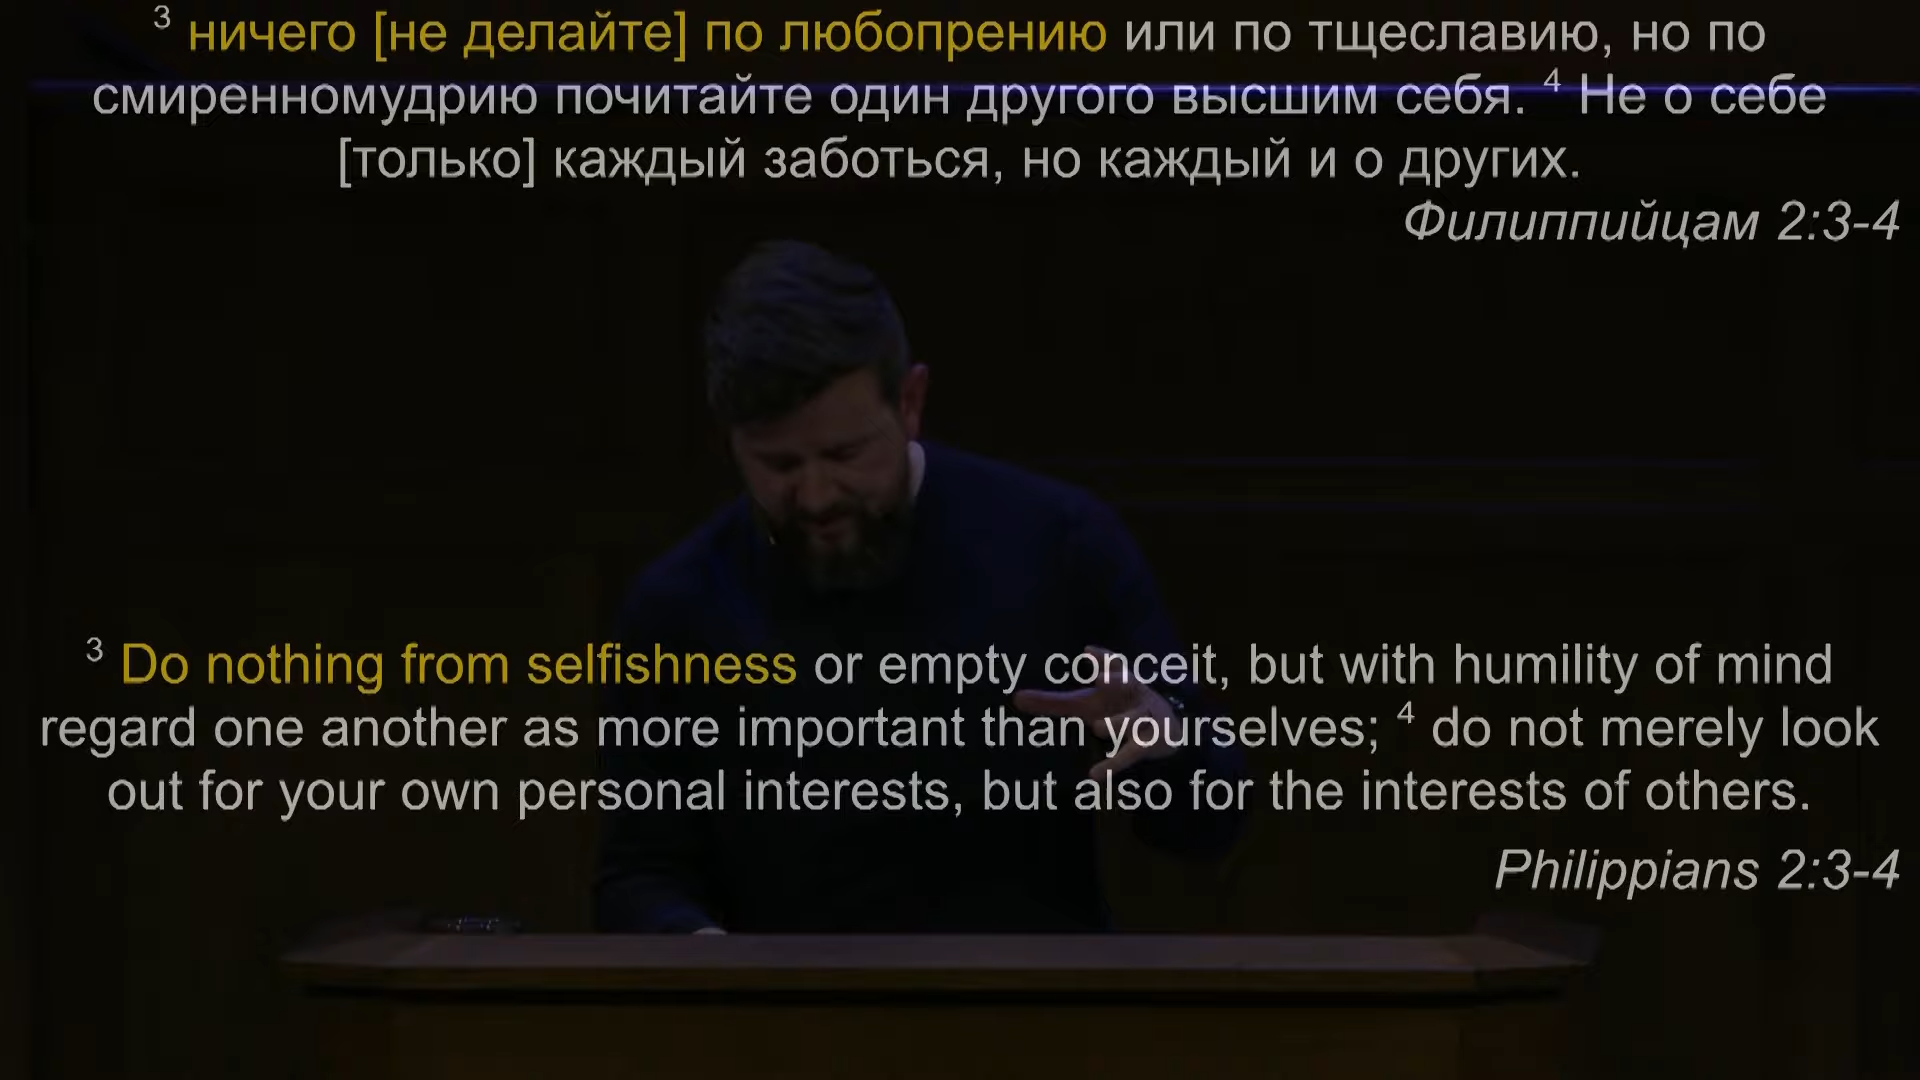 ³ ничего [не делайте] по любопрению или по тщеславию, но по
смиренномудрию почитайте один другого высшим себя. ⁴ Не о себе
[только] каждый заботься, но каждый и о других.
Филиппийцам 2:3-4
³ Do nothing from selfishness or empty conceit, but with humility of mind
regard one another as more important than yourselves; ⁴ do not merely look
out for your own personal interests, but also for the interests of others.
Philippians 2:3-4